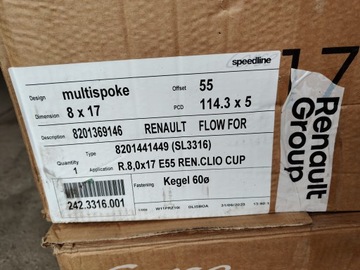 speedline
Design multispoke Offset 55
Dimension 8 x 17 PCD 114.3 x 5
Description 8201369146 RENAULT FLOW FOR
Type 8201441449 (SL3316)
Quantity 1 Application R.8,0x17 E55 REN.CLIO CUP
Fastening Kegel 60ø
242.3316.001
Renault
Group
17